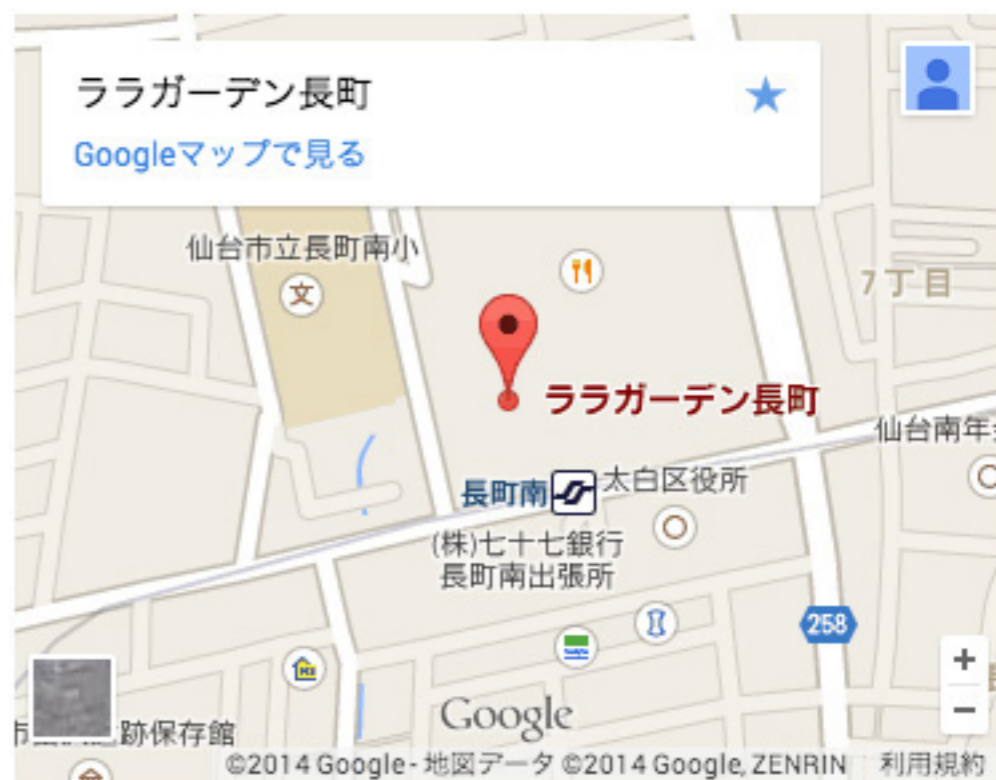 ララガーデン長町
Googleマップで見る
仙台市立長町南小
文
7丁目
ララガーデン長町
仙台南年
長町南
太白区役所
(株)七十七銀行
長町南出張所
258
+
−
Google
跡保存館
©2014 Google - 地図データ ©2014 Google, ZENRIN 利用規約